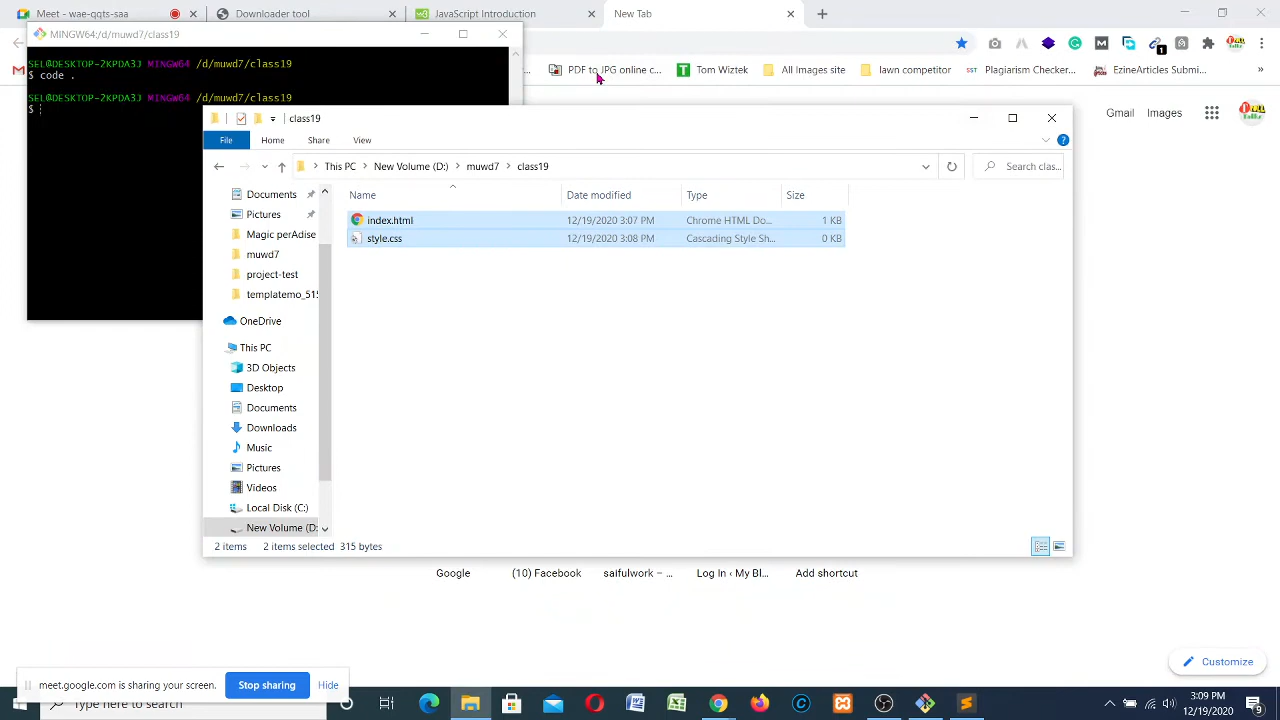 Meet - wae-qqts-saa
Downloader tool
JavaScript Introduction
New Tab
MINGW64:/d/muwd7/class19
SEL@DESKTOP-2KPDA3J MINGW64 /d/muwd7/class19
$ code .
SEL@DESKTOP-2KPDA3J MINGW64 /d/muwd7/class19
$
PDF to JPG online c...
Tom Wizter
All Images site
lawn competitor
SST Plagiarism Checker...
EzineArticles Submi...
»
Gmail Images
class19
File Home Share View
This PC > New Volume (D:) > muwd7 > class19
Search clas...
Name Date modified Type Size
index.html 12/19/2020 3:07 PM Chrome HTML Do... 1 KB
style.css 12/19/2020 3:08 PM Cascading Style Sh... 0 KB
Documents
Pictures
Magic perAdise
muwd7
project-test
templatemo_515
OneDrive
This PC
3D Objects
Desktop
Documents
Downloads
Music
Pictures
Videos
Local Disk (C:)
New Volume (D:
2 items 2 items selected 315 bytes
Google
(10) Facebook
saifulwork – ...
Log In ‹ My Bl...
Add shortcut
Customize
meet.google.com is sharing your screen.
Stop sharing
Hide
Type here to search
3:09 PM
12/19/2020